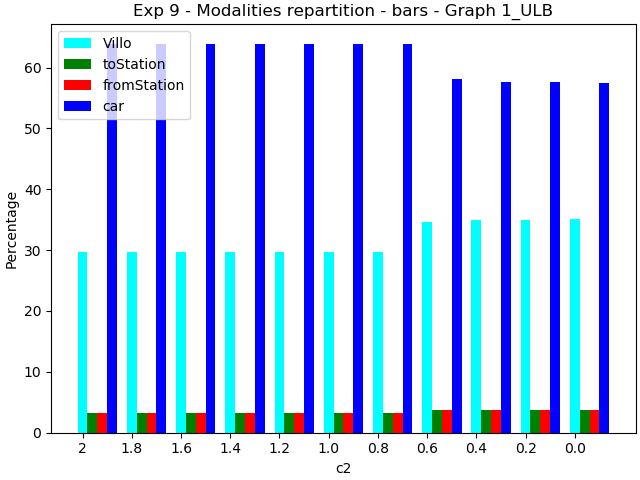 Exp 9 - Modalities repartition - bars - Graph 1_ULB
Villo
toStation
fromStation
car
Percentage
60
50
40
30
20
10
0
2 1.8 1.6 1.4 1.2 1.0 0.8 0.6 0.4 0.2 0.0
c2